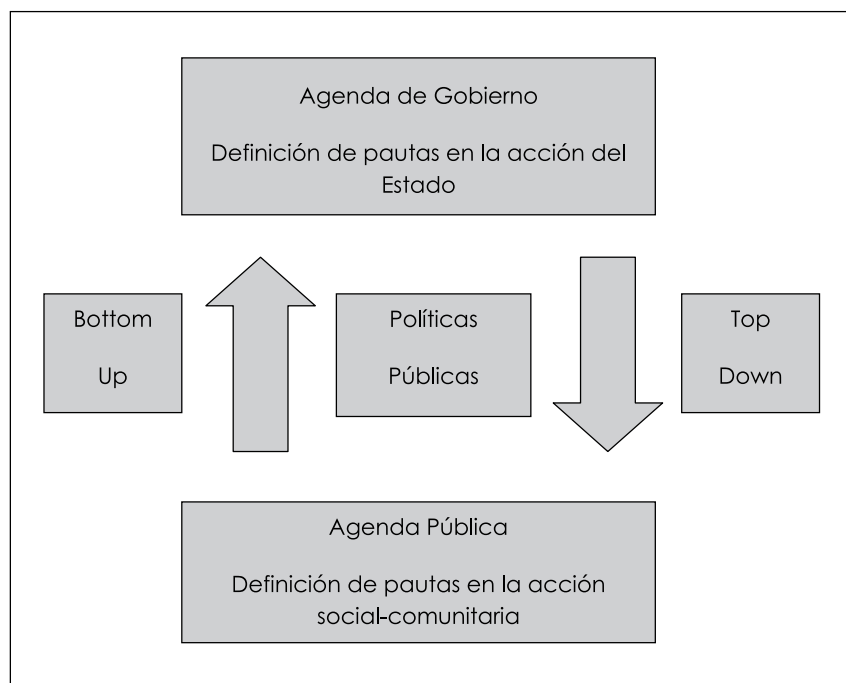 Agenda de Gobierno
Definición de pautas en la acción del
Estado
Bottom
Up
Políticas
Públicas
Top
Down
Agenda Pública
Definición de pautas en la acción
social-comunitaria